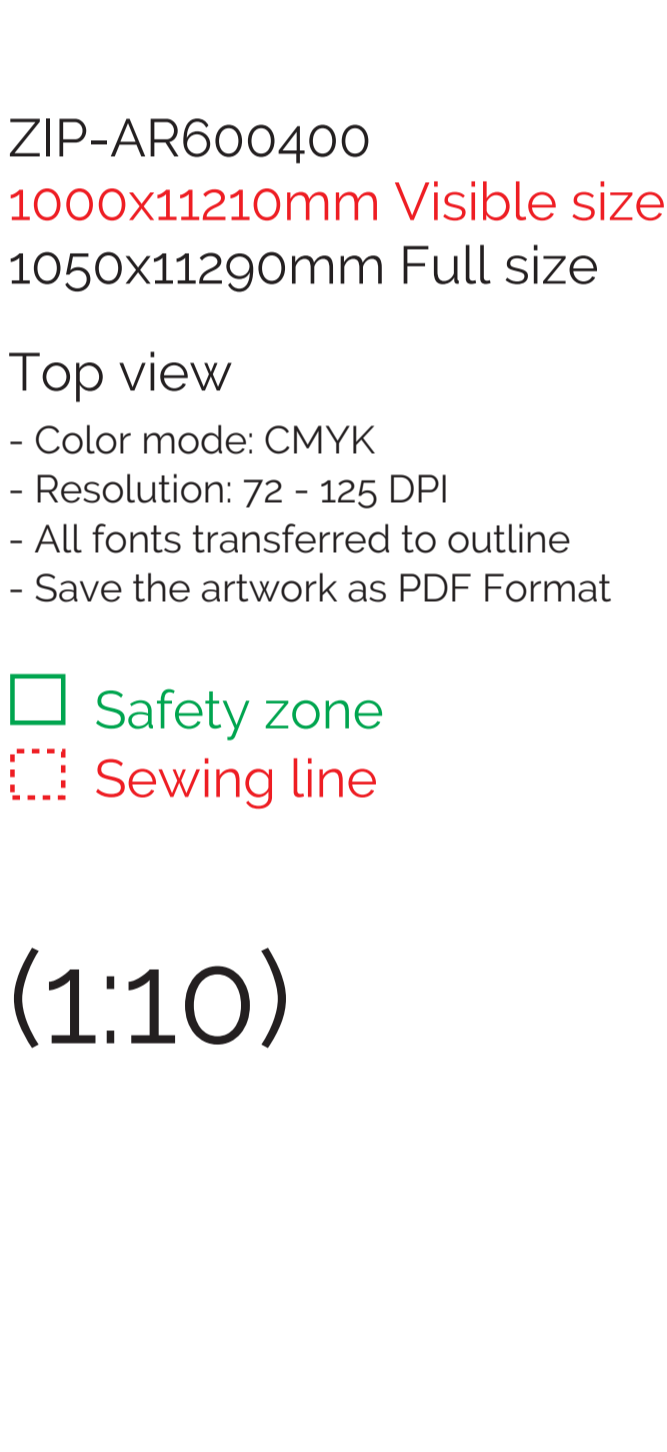 ZIP-AR600400
1000x11210mm Visible size
1050x11290mm Full size
Top view
- Color mode: CMYK
- Resolution: 72 - 125 DPI
- All fonts transferred to outline
- Save the artwork as PDF Format
Safety zone
Sewing line
(1:10)